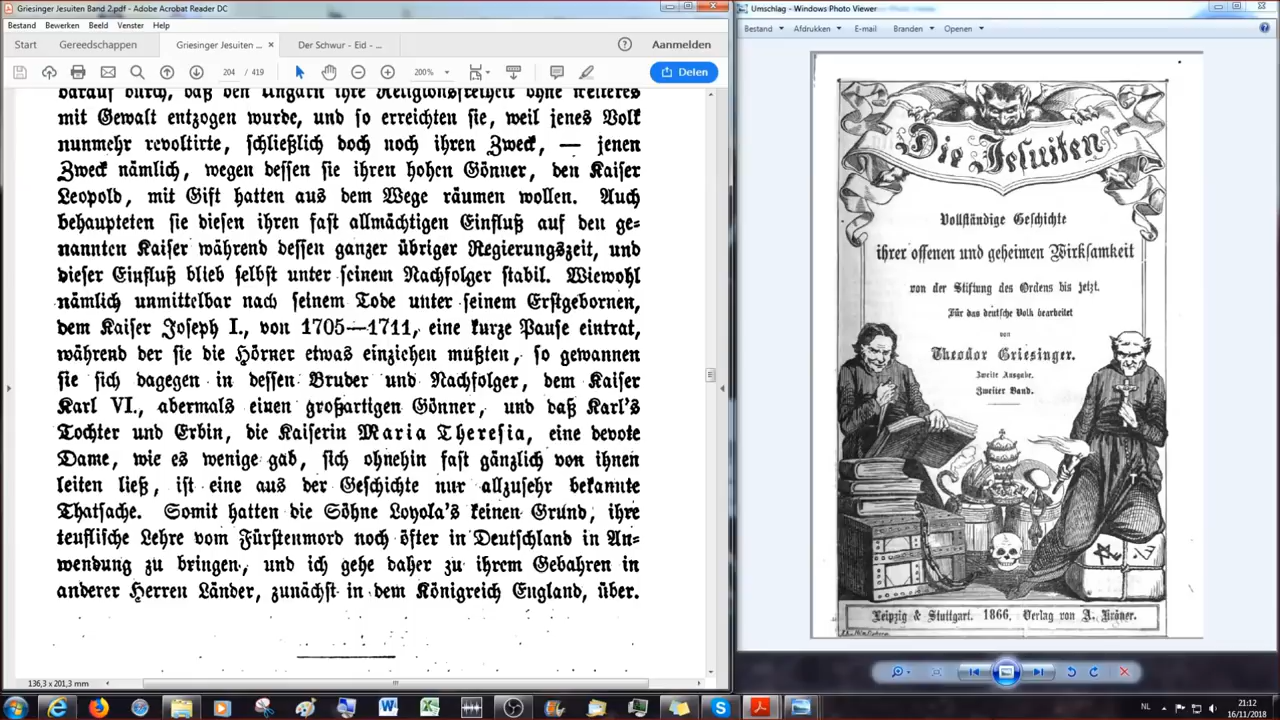 Griesinger Jesuiten Band 2.pdf - Adobe Acrobat Reader DC
Bestand Bewerken Beeld Venster Help
Start Gereedschappen Griesinger Jesuiten ... × Der Schwur - Eid - ... Aanmelden
204 / 419 200% Delen
darauf durch, daß den Ungarn ihre Religionsfreiheit ohne Weiteres
mit Gewalt entzogen wurde, und so erreichten sie, weil jenes Volk
nunmehr revoltirte, schließlich doch noch ihren Zweck, — jenen
Zweck nämlich, wegen dessen sie ihren hohen Gönner, den Kaiser
Leopold, mit Gift hatten aus dem Wege räumen wollen. Auch
behaupteten sie diesen ihren fast allmächtigen Einfluß auf den ge-
nannten Kaiser während dessen ganzer übriger Regierungszeit, und
dieser Einfluß blieb selbst unter seinem Nachfolger stabil. Wiewohl
nämlich unmittelbar nach seinem Tode unter seinem Erstgebornen,
dem Kaiser Joseph I., von 1705—1711, eine kurze Pause eintrat,
während der sie die Hörner etwas einziehen mußten, so gewannen
sie sich dagegen in dessen Bruder und Nachfolger, dem Kaiser
Karl VI., abermals einen großartigen Gönner, und daß Karl's
Tochter und Erbin, die Kaiserin Maria Theresia, eine devote
Dame, wie es wenige gab, sich ohnehin fast gänzlich von ihnen
leiten ließ, ist eine aus der Geschichte nur allzusehr bekannte
Thatsache. Somit hatten die Söhne Loyola's keinen Grund, ihre
teuflische Lehre vom Fürstenmord noch öfter in Deutschland in An-
wendung zu bringen, und ich gehe daher zu ihrem Gebahren in
anderer Herren Länder, zunächst in dem Königreich England, über.
136,3 x 201,3 mm
Umschlag - Windows Photo Viewer
Bestand Afdrukken E-mail Branden Openen
Die Jesuiten
Vollständige Geschichte
ihrer offenen und geheimen Wirksamkeit
von der Stiftung des Ordens bis jetzt.
Für das deutsche Volk bearbeitet
von
Theodor Griesinger.
Zweite Ausgabe.
Zweiter Band.
Leipzig & Stuttgart. 1866, Verlag von A. Kröner.
NL 21:12
16/11/2018